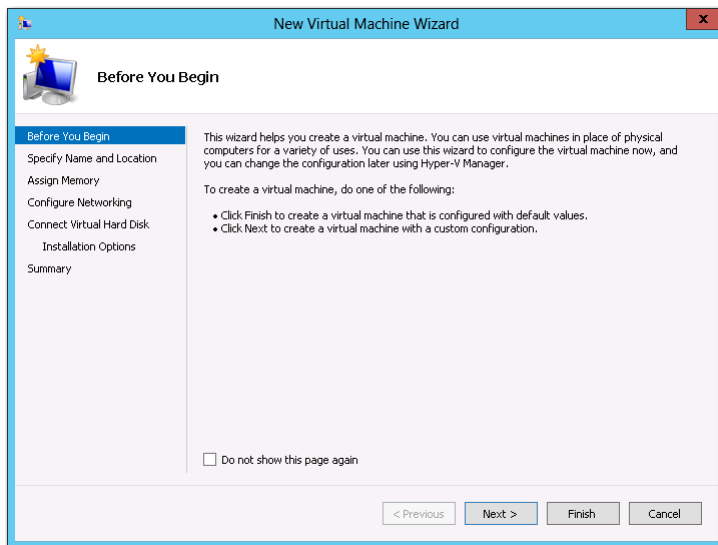 New Virtual Machine Wizard
x
Before You Begin
Before You Begin
Specify Name and Location
Assign Memory
Configure Networking
Connect Virtual Hard Disk
Installation Options
Summary
This wizard helps you create a virtual machine. You can use virtual machines in place of physical
computers for a variety of uses. You can use this wizard to configure the virtual machine now, and
you can change the configuration later using Hyper-V Manager.
To create a virtual machine, do one of the following:
• Click Finish to create a virtual machine that is configured with default values.
• Click Next to create a virtual machine with a custom configuration.
Do not show this page again
< Previous
Next >
Finish
Cancel